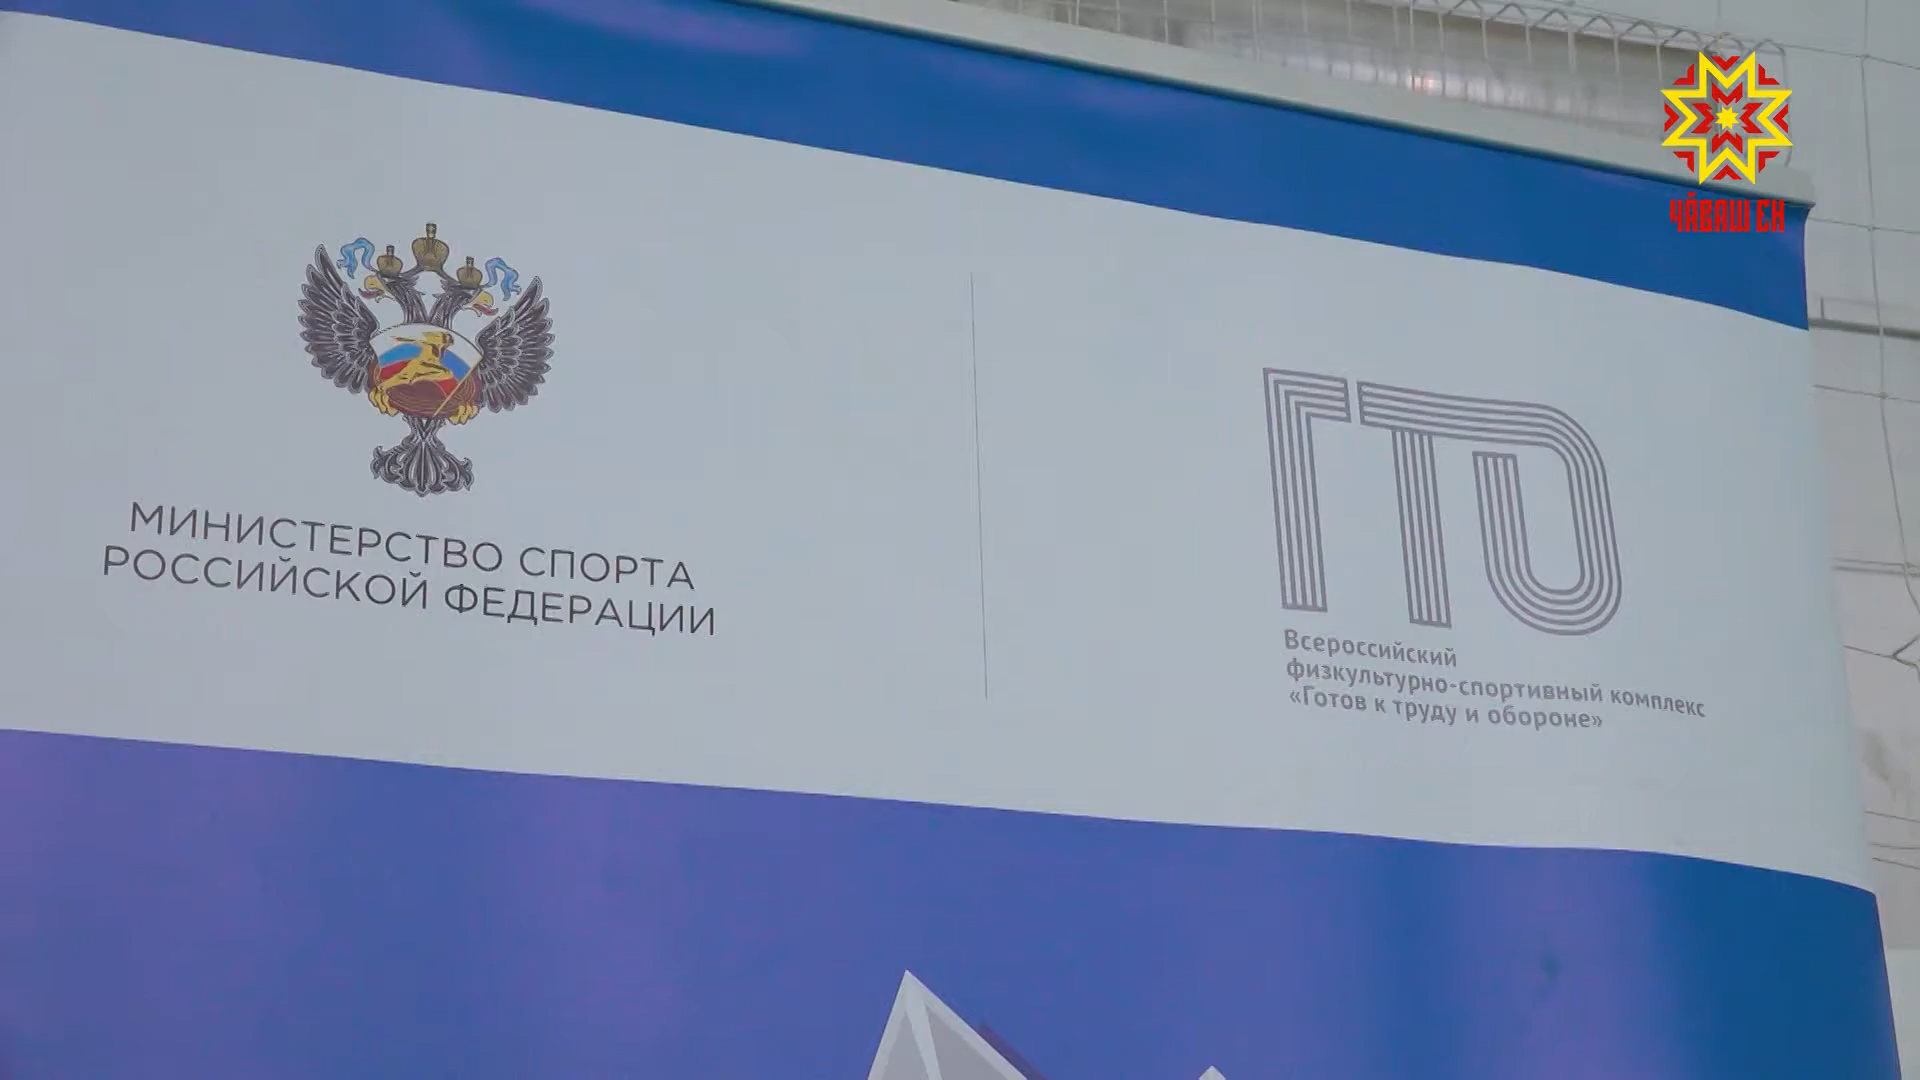 ЧӐВАШ ЕН
МИНИСТЕРСТВО СПОРТА
РОССИЙСКОЙ ФЕДЕРАЦИИ
ГТО
Всероссийский
физкультурно-спортивный комплекс
«Готов к труду и обороне»